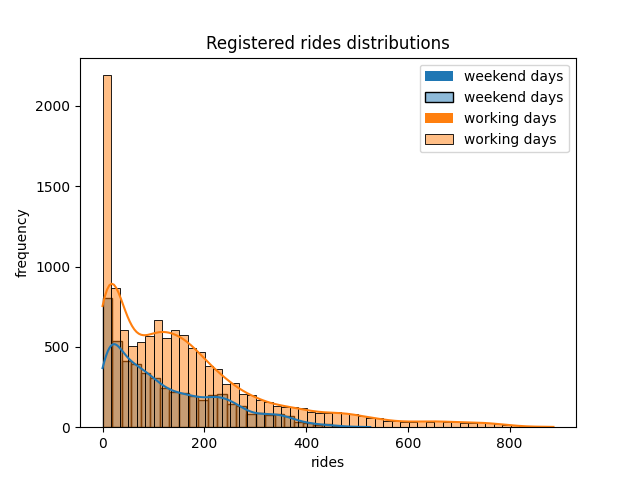 Registered rides distributions
weekend days
weekend days
working days
working days
2000
1500
1000
500
0
frequency
0 200 400 600 800
rides